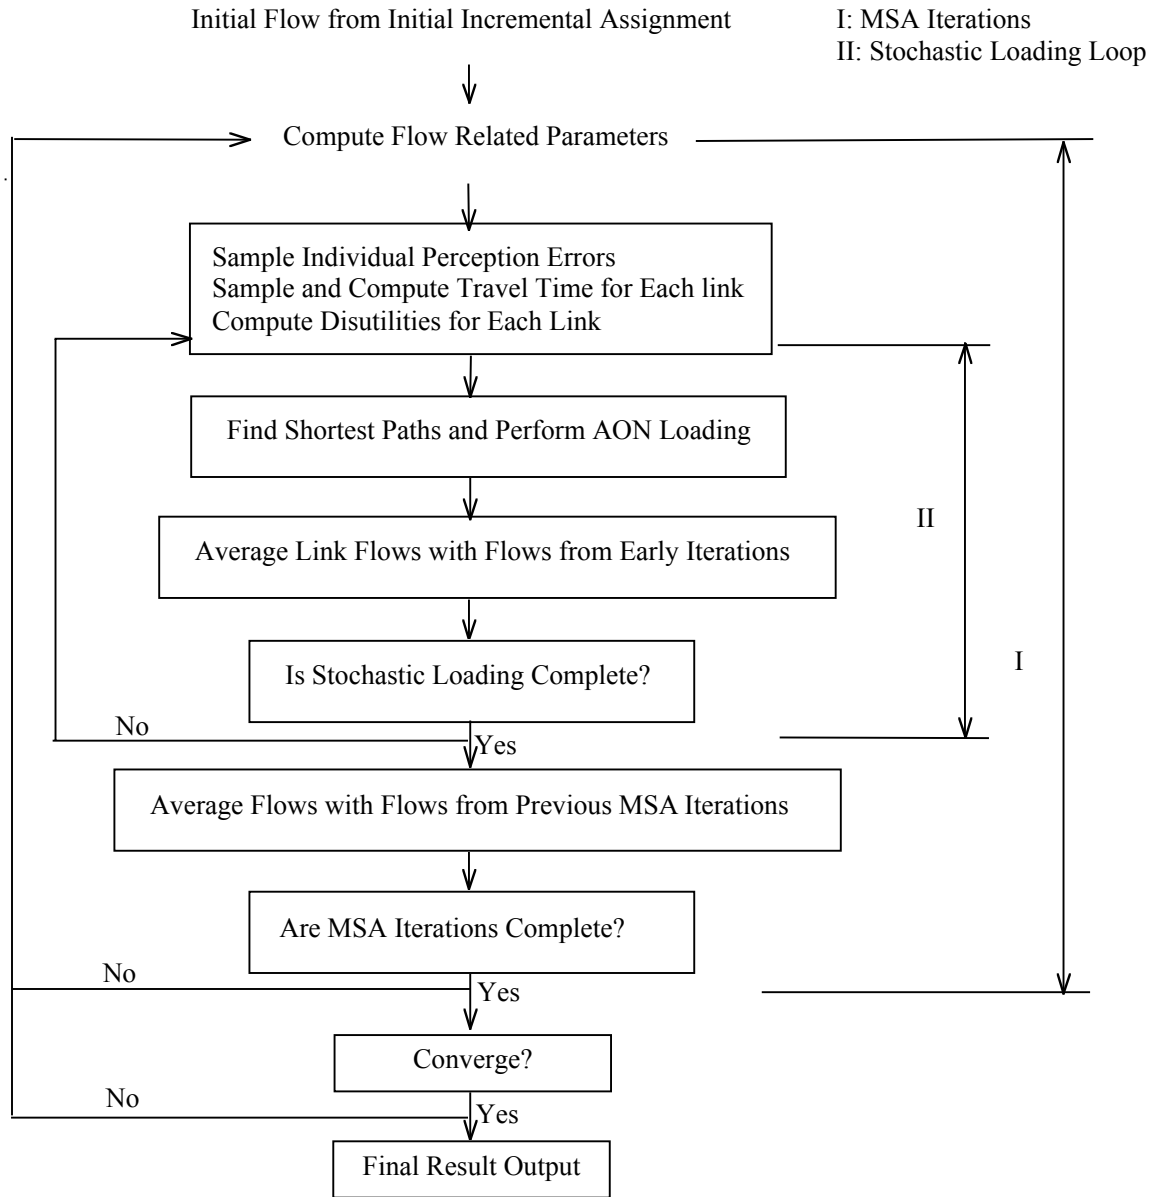 Initial Flow from Initial Incremental Assignment
I: MSA Iterations
II: Stochastic Loading Loop
Compute Flow Related Parameters
Sample Individual Perception Errors
Sample and Compute Travel Time for Each link
Compute Disutilities for Each Link
Find Shortest Paths and Perform AON Loading
II
Average Link Flows with Flows from Early Iterations
I
Is Stochastic Loading Complete?
No
Yes
Average Flows with Flows from Previous MSA Iterations
Are MSA Iterations Complete?
No
Yes
Converge?
No
Yes
Final Result Output